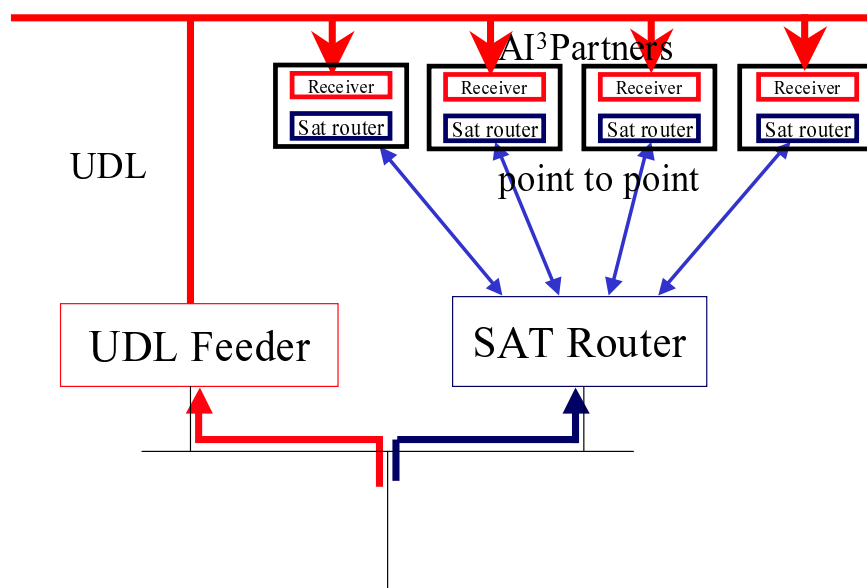 AI³Partners
Receiver
Receiver
Receiver
Receiver
Sat router
Sat router
Sat router
Sat router
UDL
point to point
UDL Feeder
SAT Router